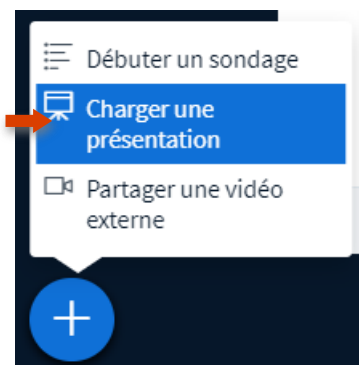 Débuter un sondage
Charger une
présentation
Partager une vidéo
externe